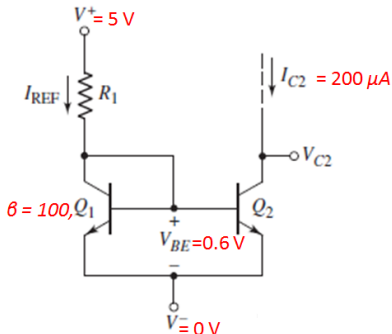 V⁺ = 5 V
I_REF R₁
I_C2 = 200 μA
V_C2
β = 100, Q₁
+
Q₂
V_BE = 0.6 V
−
V⁻ = 0 V